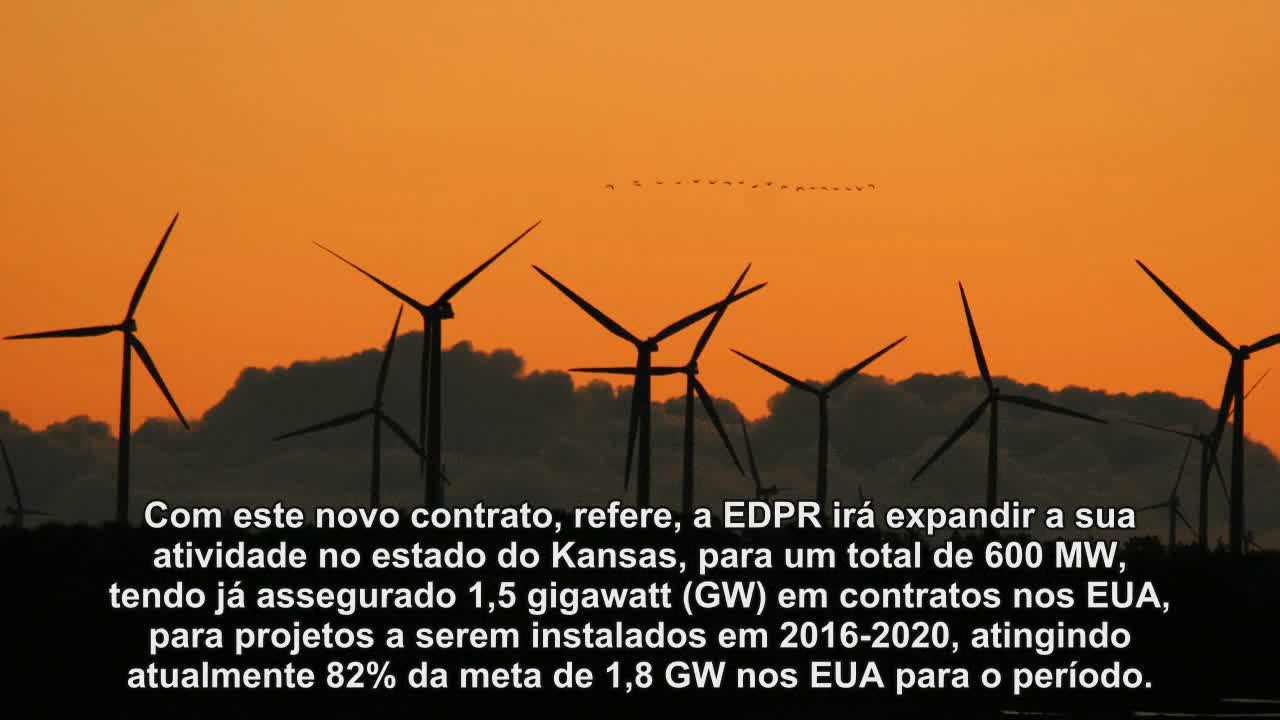 Com este novo contrato, refere, a EDPR irá expandir a sua
atividade no estado do Kansas, para um total de 600 MW,
tendo já assegurado 1,5 gigawatt (GW) em contratos nos EUA,
para projetos a serem instalados em 2016-2020, atingindo
atualmente 82% da meta de 1,8 GW nos EUA para o período.